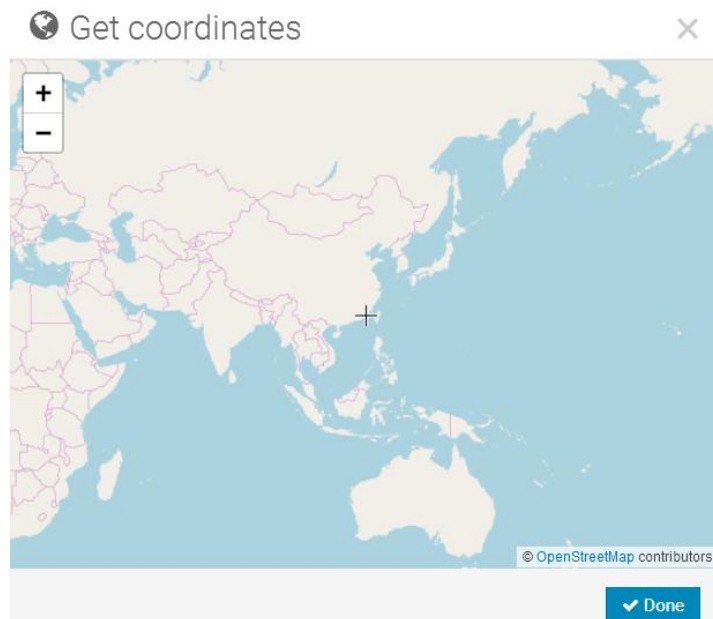 Get coordinates
×
+
−
© OpenStreetMap contributors
Done